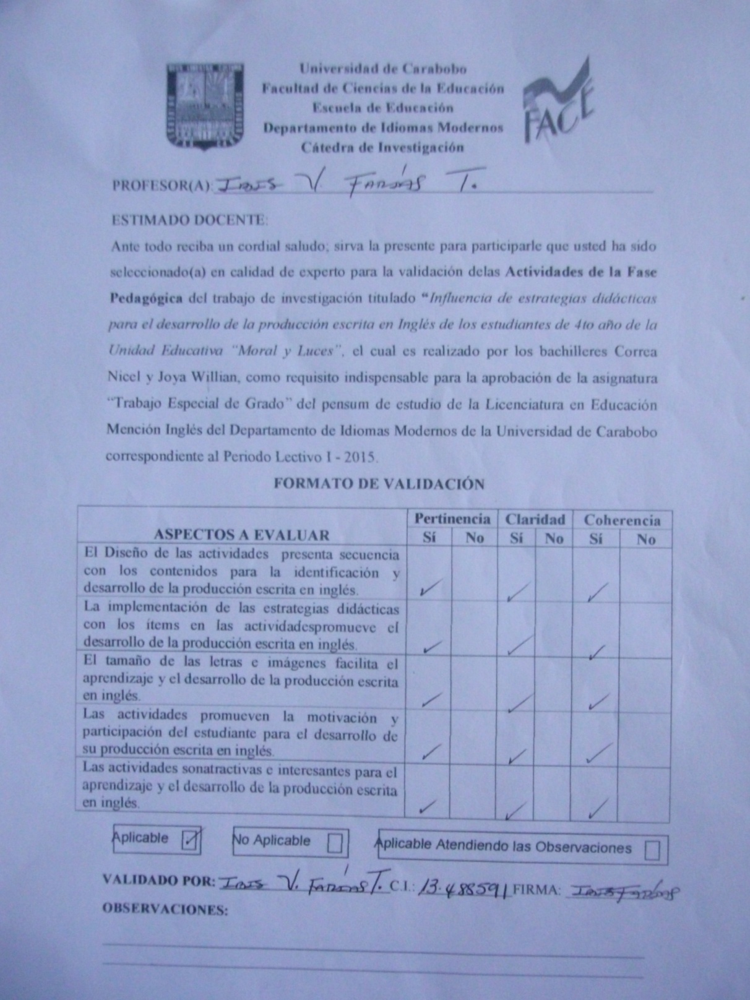 Universidad de Carabobo
Facultad de Ciencias de la Educación
Escuela de Educación
Departamento de Idiomas Modernos
Cátedra de Investigación
FACE
PROFESOR(A): V. Farías T.
ESTIMADO DOCENTE:
Ante todo reciba un cordial saludo; sirva la presente para participarle que usted ha sido
seleccionado(a) en calidad de experto para la validación delas Actividades de la Fase
Pedagógica del trabajo de investigación titulado “Influencia de estrategias didácticas
para el desarrollo de la producción escrita en Inglés de los estudiantes de 4to año de la
Unidad Educativa “Moral y Luces”, el cual es realizado por los bachilleres Correa
Nicel y Joya Willian, como requisito indispensable para la aprobación de la asignatura
“Trabajo Especial de Grado” del pensum de estudio de la Licenciatura en Educación
Mención Inglés del Departamento de Idiomas Modernos de la Universidad de Carabobo
correspondiente al Periodo Lectivo I - 2015.
FORMATO DE VALIDACIÓN
ASPECTOS A EVALUAR Pertinencia Claridad Coherencia
Sí No Sí No Sí No
El Diseño de las actividades presenta secuencia
con los contenidos para la identificación y
desarrollo de la producción escrita en inglés. ✓ ✓ ✓
La implementación de las estrategias didácticas
con los ítems en las actividadespromueve el
desarrollo de la producción escrita en inglés. ✓ ✓ ✓
El tamaño de las letras e imágenes facilita el
aprendizaje y el desarrollo de la producción escrita
en inglés. ✓ ✓ ✓
Las actividades promueven la motivación y
participación del estudiante para el desarrollo de
su producción escrita en inglés. ✓ ✓ ✓
Las actividades sonatractivas e interesantes para el
aprendizaje y el desarrollo de la producción escrita
en inglés. ✓ ✓ ✓
Aplicable ✓ No Aplicable Aplicable Atendiendo las Observaciones
VALIDADO POR: V. Farías T. C.I.: 13.488591 FIRMA: Farías
OBSERVACIONES: